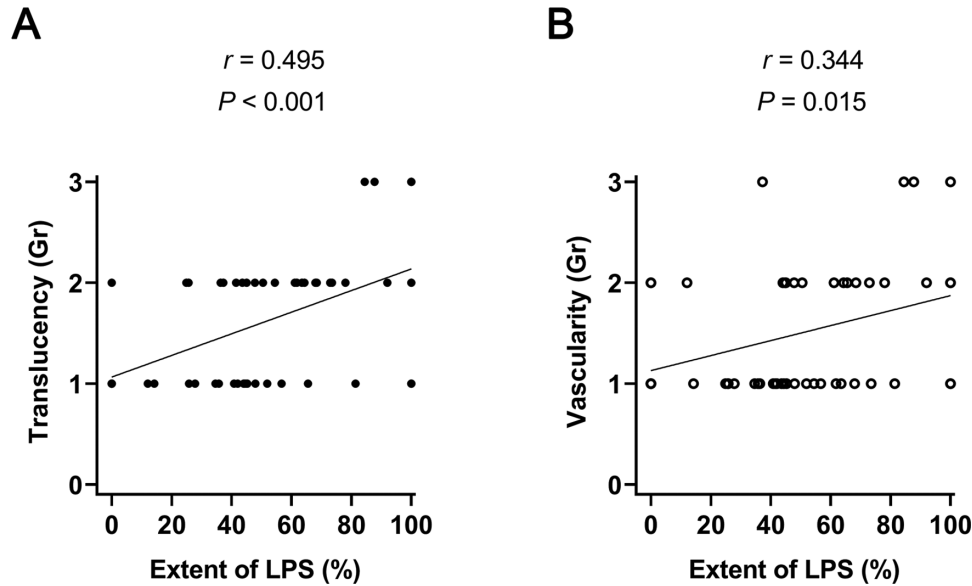 A
r = 0.495
P < 0.001
3
2
1
0
Translucency (Gr)
0 20 40 60 80 100
Extent of LPS (%)
B
r = 0.344
P = 0.015
3
2
1
0
Vascularity (Gr)
0 20 40 60 80 100
Extent of LPS (%)